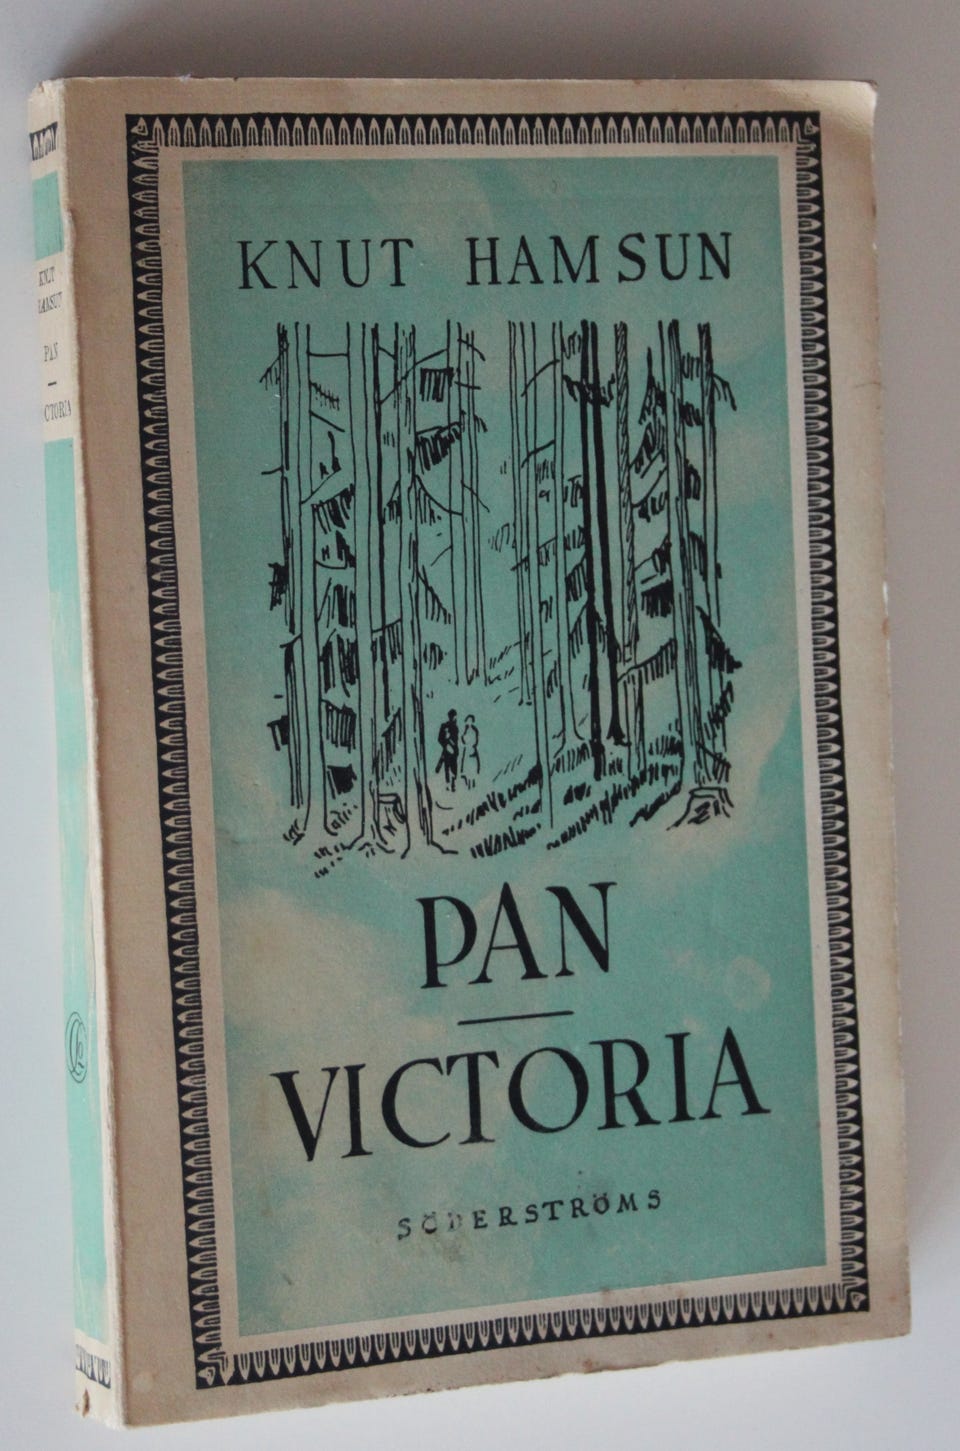 KNUT HAMSUN
PAN
VICTORIA
SÖDERSTRÖMS
KNUT
HAMSUN
PAN
VICTORIA